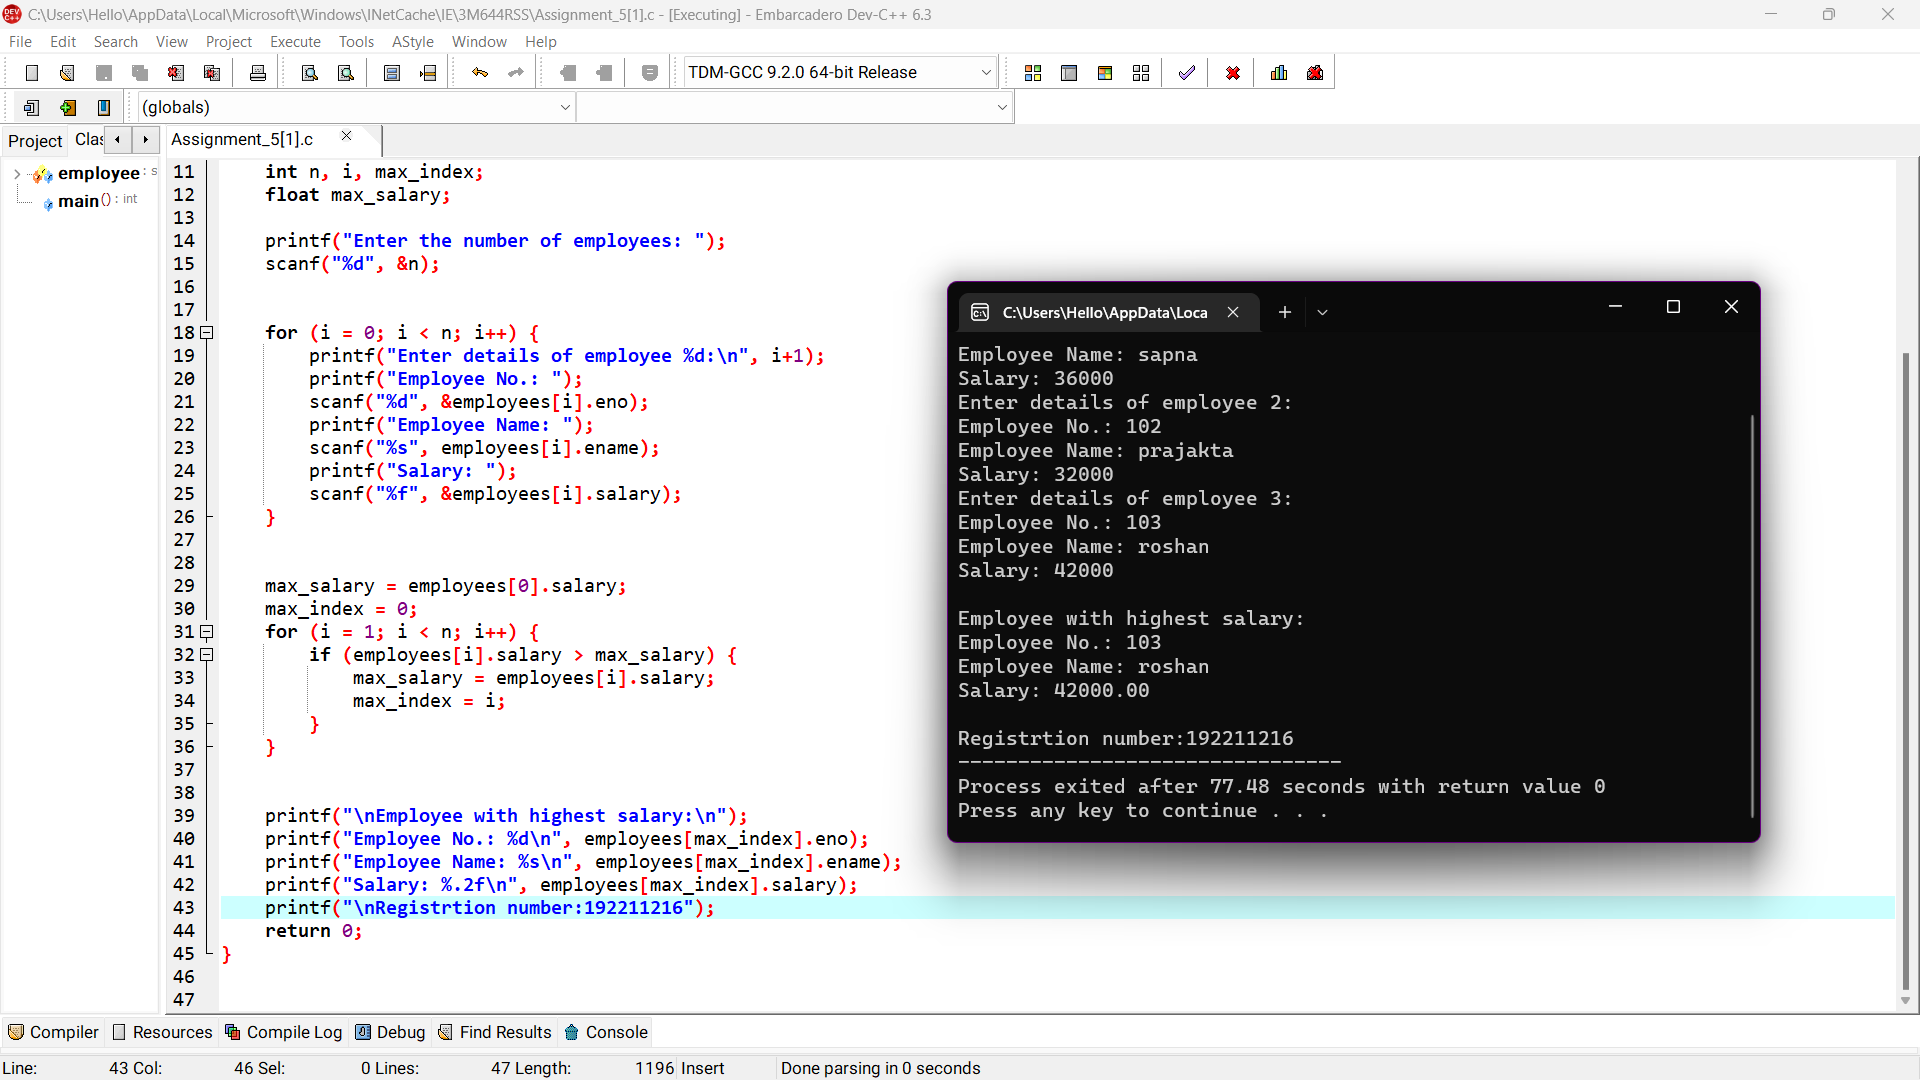 C:\Users\Hello\AppData\Local\Microsoft\Windows\INetCache\IE\3M644RSS\Assignment_5[1].c - [Executing] - Embarcadero Dev-C++ 6.3
File Edit Search View Project Execute Tools AStyle Window Help
TDM-GCC 9.2.0 64-bit Release
(globals)
Project Clas Assignment_5[1].c
employee : s
main () : int
11 int n, i, max_index;
12 float max_salary;
13
14 printf("Enter the number of employees: ");
15 scanf("%d", &n);
16
17
18 for (i = 0; i < n; i++) {
19 printf("Enter details of employee %d:\n", i+1);
20 printf("Employee No.: ");
21 scanf("%d", &employees[i].eno);
22 printf("Employee Name: ");
23 scanf("%s", employees[i].ename);
24 printf("Salary: ");
25 scanf("%f", &employees[i].salary);
26 }
27
28
29 max_salary = employees[0].salary;
30 max_index = 0;
31 for (i = 1; i < n; i++) {
32 if (employees[i].salary > max_salary) {
33 max_salary = employees[i].salary;
34 max_index = i;
35 }
36 }
37
38
39 printf("\nEmployee with highest salary:\n");
40 printf("Employee No.: %d\n", employees[max_index].eno);
41 printf("Employee Name: %s\n", employees[max_index].ename);
42 printf("Salary: %.2f\n", employees[max_index].salary);
43 printf("\nRegistrtion number:192211216");
44 return 0;
45 }
46
47
C:\Users\Hello\AppData\Loca
Employee Name: sapna
Salary: 36000
Enter details of employee 2:
Employee No.: 102
Employee Name: prajakta
Salary: 32000
Enter details of employee 3:
Employee No.: 103
Employee Name: roshan
Salary: 42000
Employee with highest salary:
Employee No.: 103
Employee Name: roshan
Salary: 42000.00
Registrtion number:192211216
--------------------------------
Process exited after 77.48 seconds with return value 0
Press any key to continue . . .
Compiler Resources Compile Log Debug Find Results Console
Line: 43 Col: 46 Sel: 0 Lines: 47 Length: 1196 Insert Done parsing in 0 seconds